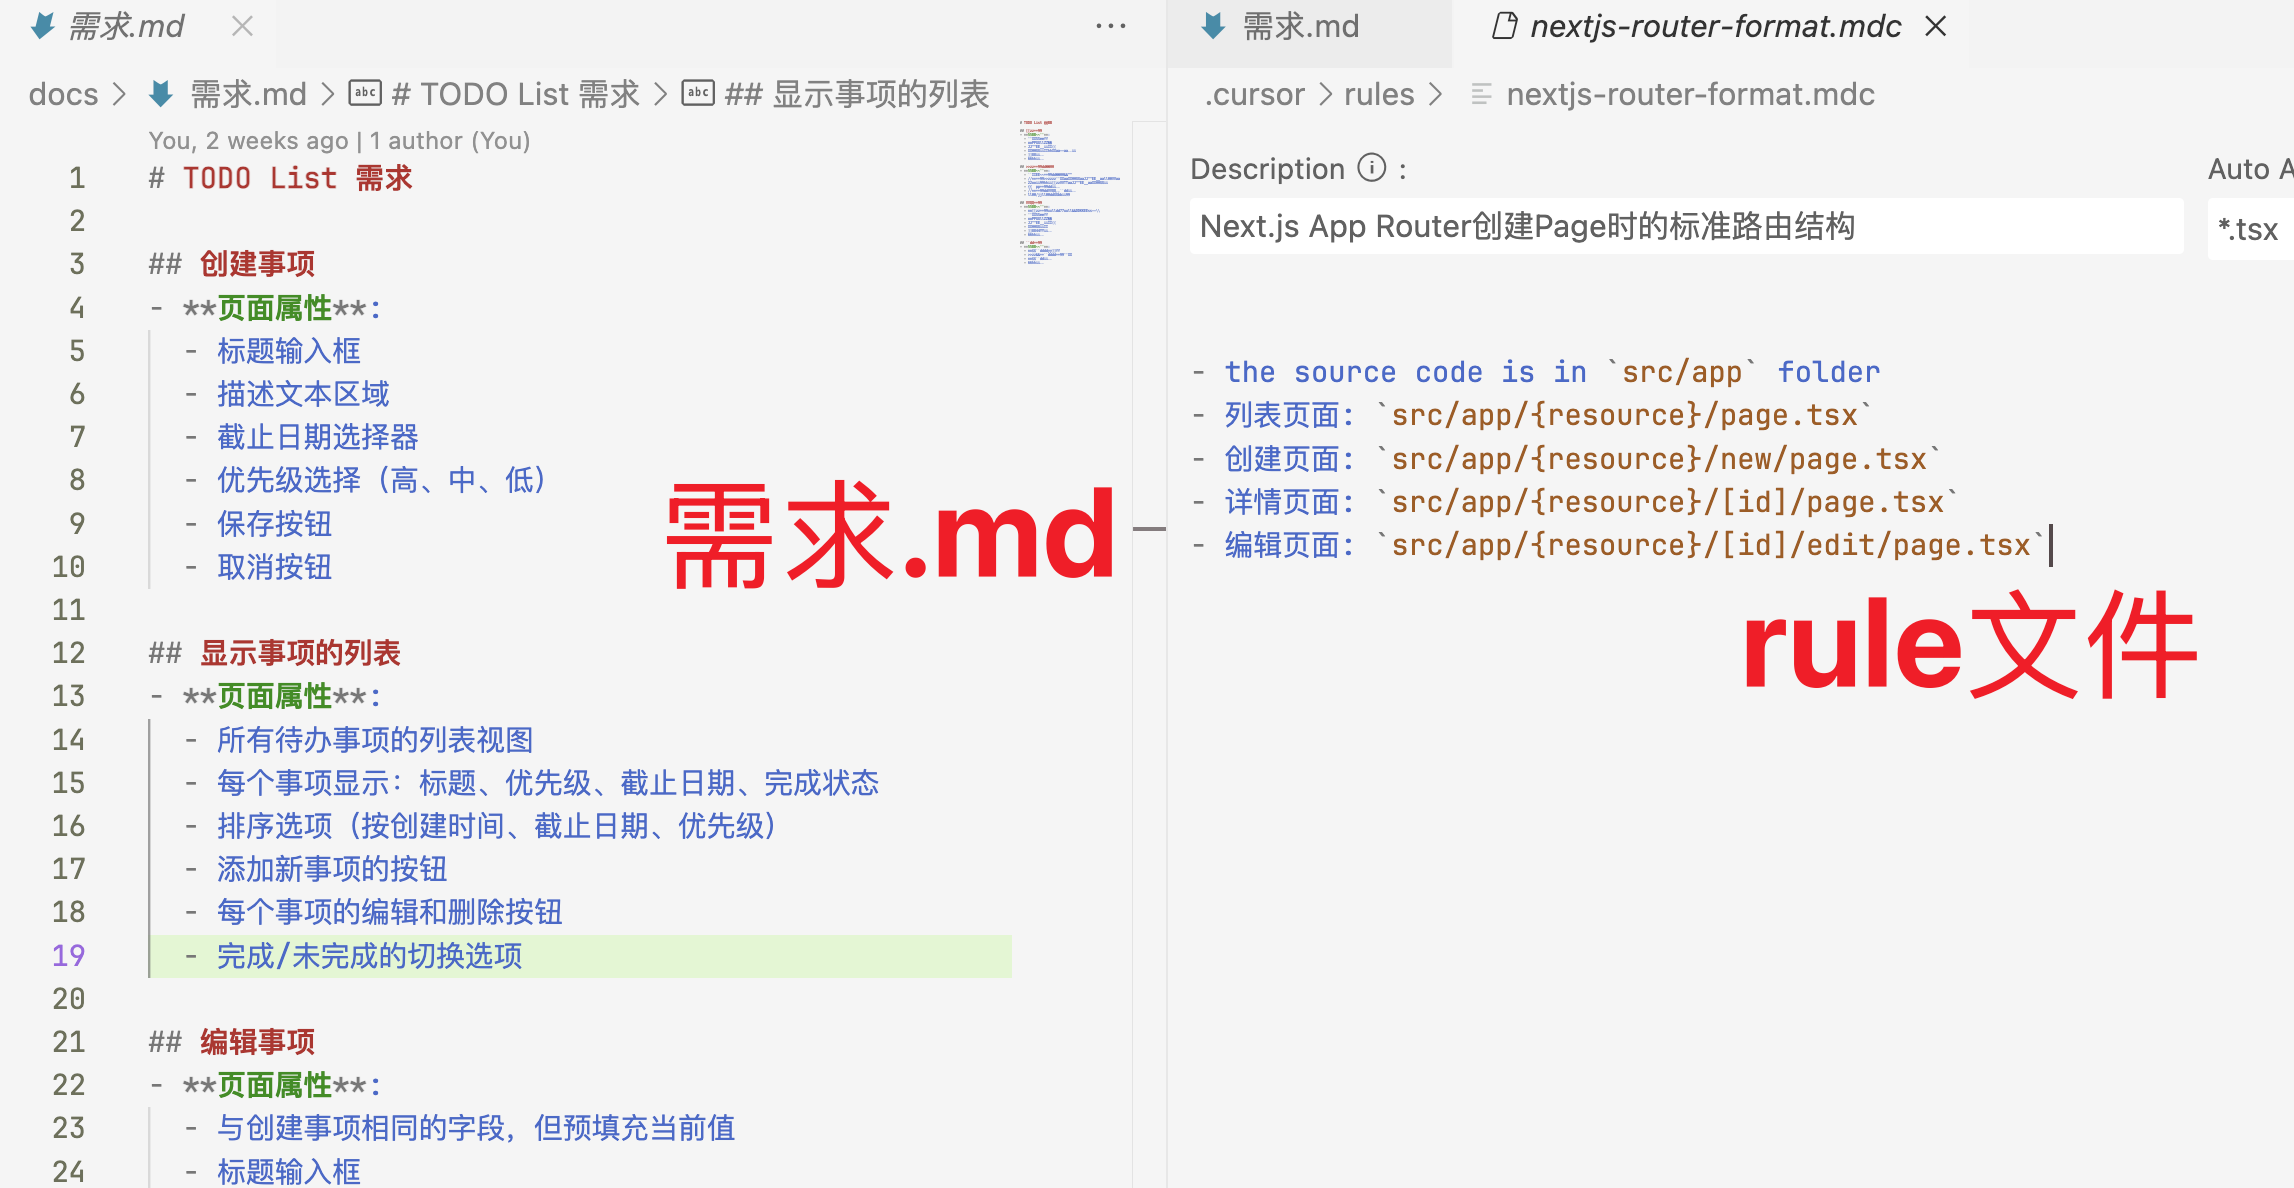 需求.md
docs > 需求.md > # TODO List 需求 > ## 显示事项的列表
You, 2 weeks ago | 1 author (You)
1 # TODO List 需求
2
3 ## 创建事项
4 - **页面属性**：
5 - 标题输入框
6 - 描述文本区域
7 - 截止日期选择器
8 - 优先级选择（高、中、低）
9 - 保存按钮
10 - 取消按钮
11
12 ## 显示事项的列表
13 - **页面属性**：
14 - 所有待办事项的列表视图
15 - 每个事项显示：标题、优先级、截止日期、完成状态
16 - 排序选项（按创建时间、截止日期、优先级）
17 - 添加新事项的按钮
18 - 每个事项的编辑和删除按钮
19 - 完成/未完成的切换选项
20
21 ## 编辑事项
22 - **页面属性**：
23 - 与创建事项相同的字段，但预填充当前值
24 - 标题输入框
需求.md
需求.md nextjs-router-format.mdc
.cursor > rules > nextjs-router-format.mdc
Description ⓘ : Auto A
Next.js App Router创建Page时的标准路由结构 *.tsx
- the source code is in `src/app` folder
- 列表页面: `src/app/{resource}/page.tsx`
- 创建页面: `src/app/{resource}/new/page.tsx`
- 详情页面: `src/app/{resource}/[id]/page.tsx`
- 编辑页面: `src/app/{resource}/[id]/edit/page.tsx`
rule文件